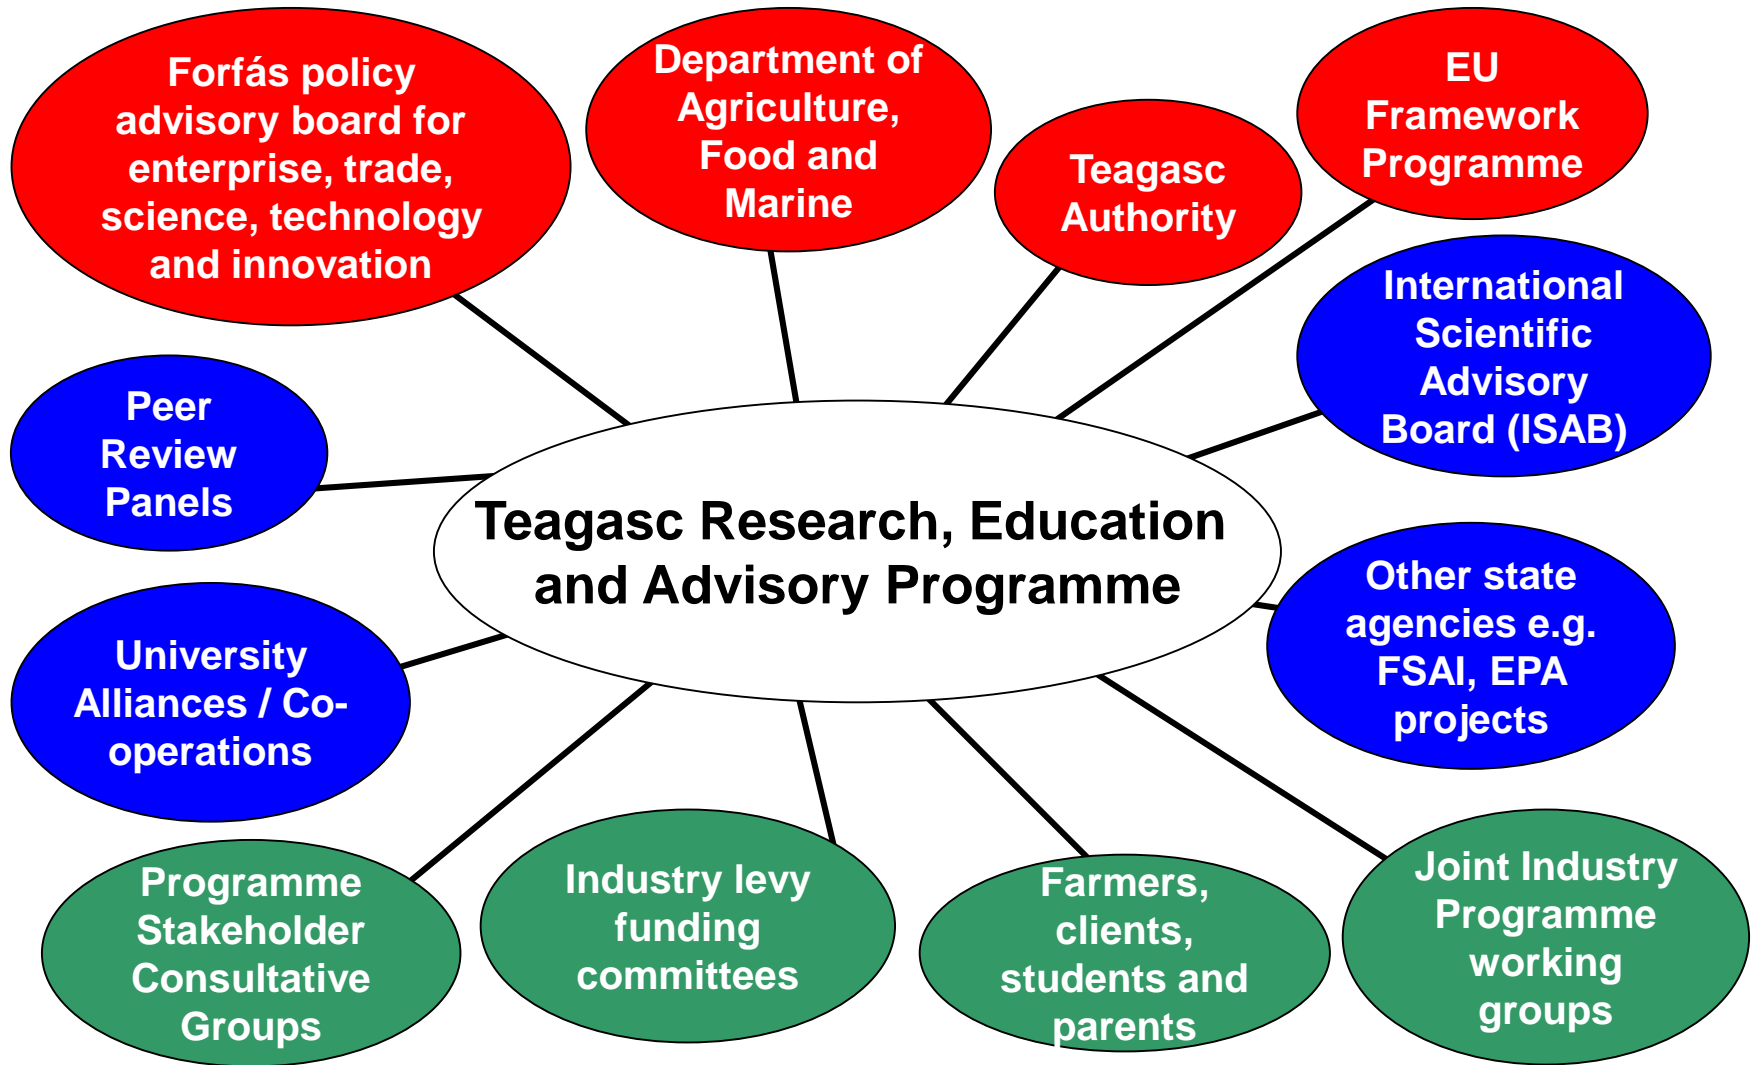 Forfás policy
advisory board for
enterprise, trade,
science, technology
and innovation
Department of
Agriculture,
Food and
Marine
Teagasc
Authority
EU
Framework
Programme
International
Scientific
Advisory
Board (ISAB)
Peer
Review
Panels
Teagasc Research, Education
and Advisory Programme
Other state
agencies e.g.
FSAI, EPA
projects
University
Alliances / Co-
operations
Programme
Stakeholder
Consultative
Groups
Industry levy
funding
committees
Farmers,
clients,
students and
parents
Joint Industry
Programme
working
groups